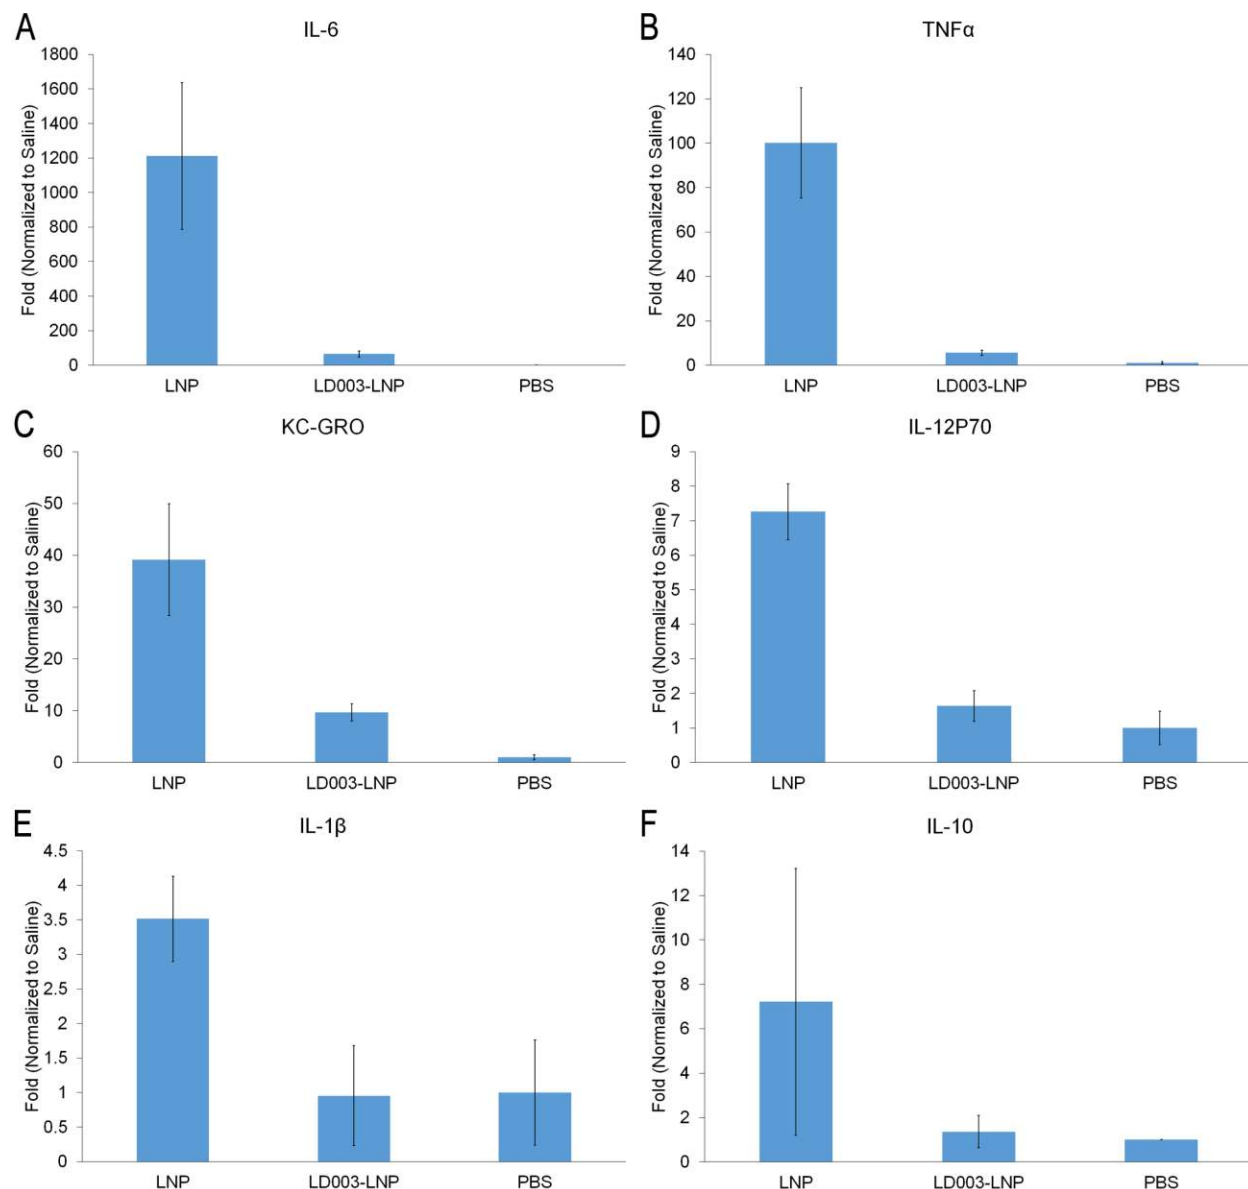 A
IL-6
Fold (Normalized to Saline)
1800
1600
1400
1200
1000
800
600
400
200
0
LNP
LD003-LNP
PBS
B
TNFα
Fold (Normalized to Saline)
140
120
100
80
60
40
20
0
LNP
LD003-LNP
PBS
C
KC-GRO
Fold (Normalized to Saline)
60
50
40
30
20
10
0
LNP
LD003-LNP
PBS
D
IL-12P70
Fold (Normalized to Saline)
9
8
7
6
5
4
3
2
1
0
LNP
LD003-LNP
PBS
E
IL-1β
Fold (Normalized to Saline)
4.5
4
3.5
3
2.5
2
1.5
1
0.5
0
LNP
LD003-LNP
PBS
F
IL-10
Fold (Normalized to Saline)
14
12
10
8
6
4
2
0
LNP
LD003-LNP
PBS